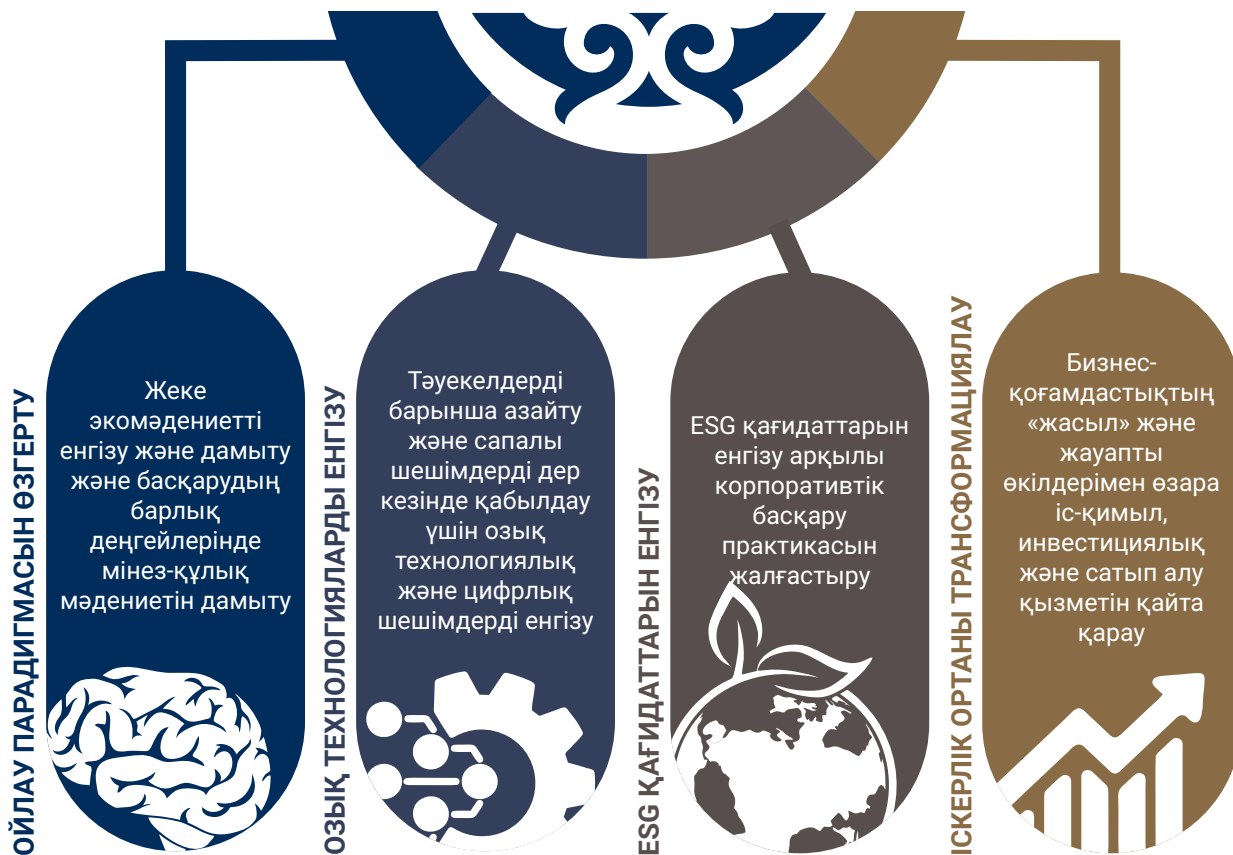 ОЙЛАУ ПАРАДИГМАСЫН ӨЗГЕРТУ
Жеке
экомәдениетті
енгізу және дамыту
және басқарудың
барлық
деңгейлерінде
мінез-құлық
мәдениетін дамыту
ОЗЫҚ ТЕХНОЛОГИЯЛАРДЫ ЕНГІЗУ
Тәуекелдерді
барынша азайту
және сапалы
шешімдерді дер
кезінде қабылдау
үшін озық
технологиялық
және цифрлық
шешімдерді енгізу
ESG ҚАҒИДАТТАРЫН ЕНГІЗУ
ESG қағидаттарын
енгізу арқылы
корпоративтік
басқару
практикасын
жалғастыру
ІСКЕРЛІК ОРТАНЫ ТРАНСФОРМАЦИЯЛАУ
Бизнес-
қоғамдастықтың
«жасыл» және
жауапты
өкілдерімен өзара
іс-қимыл,
инвестициялық
және сатып алу
қызметін қайта
қарау